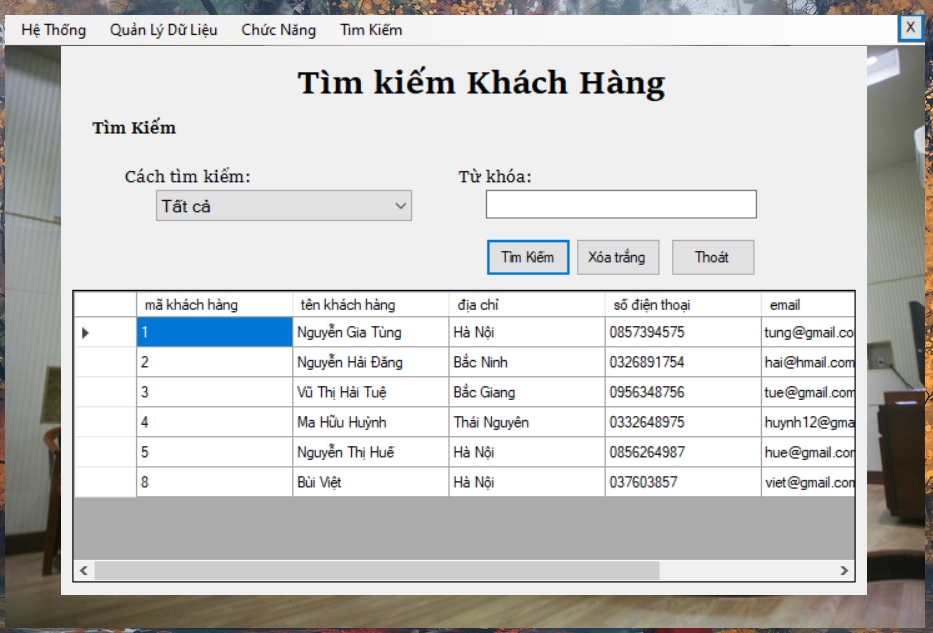 Hệ Thống Quản Lý Dữ Liệu Chức Năng Tìm Kiếm X
Tìm kiếm Khách Hàng
Tìm Kiếm
Cách tìm kiếm: Từ khóa:
Tất cả
Tìm Kiếm Xóa trắng Thoát
mã khách hàng tên khách hàng địa chỉ số điện thoại email
1 Nguyễn Gia Tùng Hà Nội 0857394575 tung@gmail.co
2 Nguyễn Hải Đăng Bắc Ninh 0326891754 hai@hmail.com
3 Vũ Thị Hải Tuệ Bắc Giang 0956348756 tue@gmail.com
4 Ma Hữu Huỳnh Thái Nguyên 0332648975 huynh12@gma
5 Nguyễn Thị Huế Hà Nội 0856264987 hue@gmail.com
8 Bùi Việt Hà Nội 037603857 viet@gmail.com